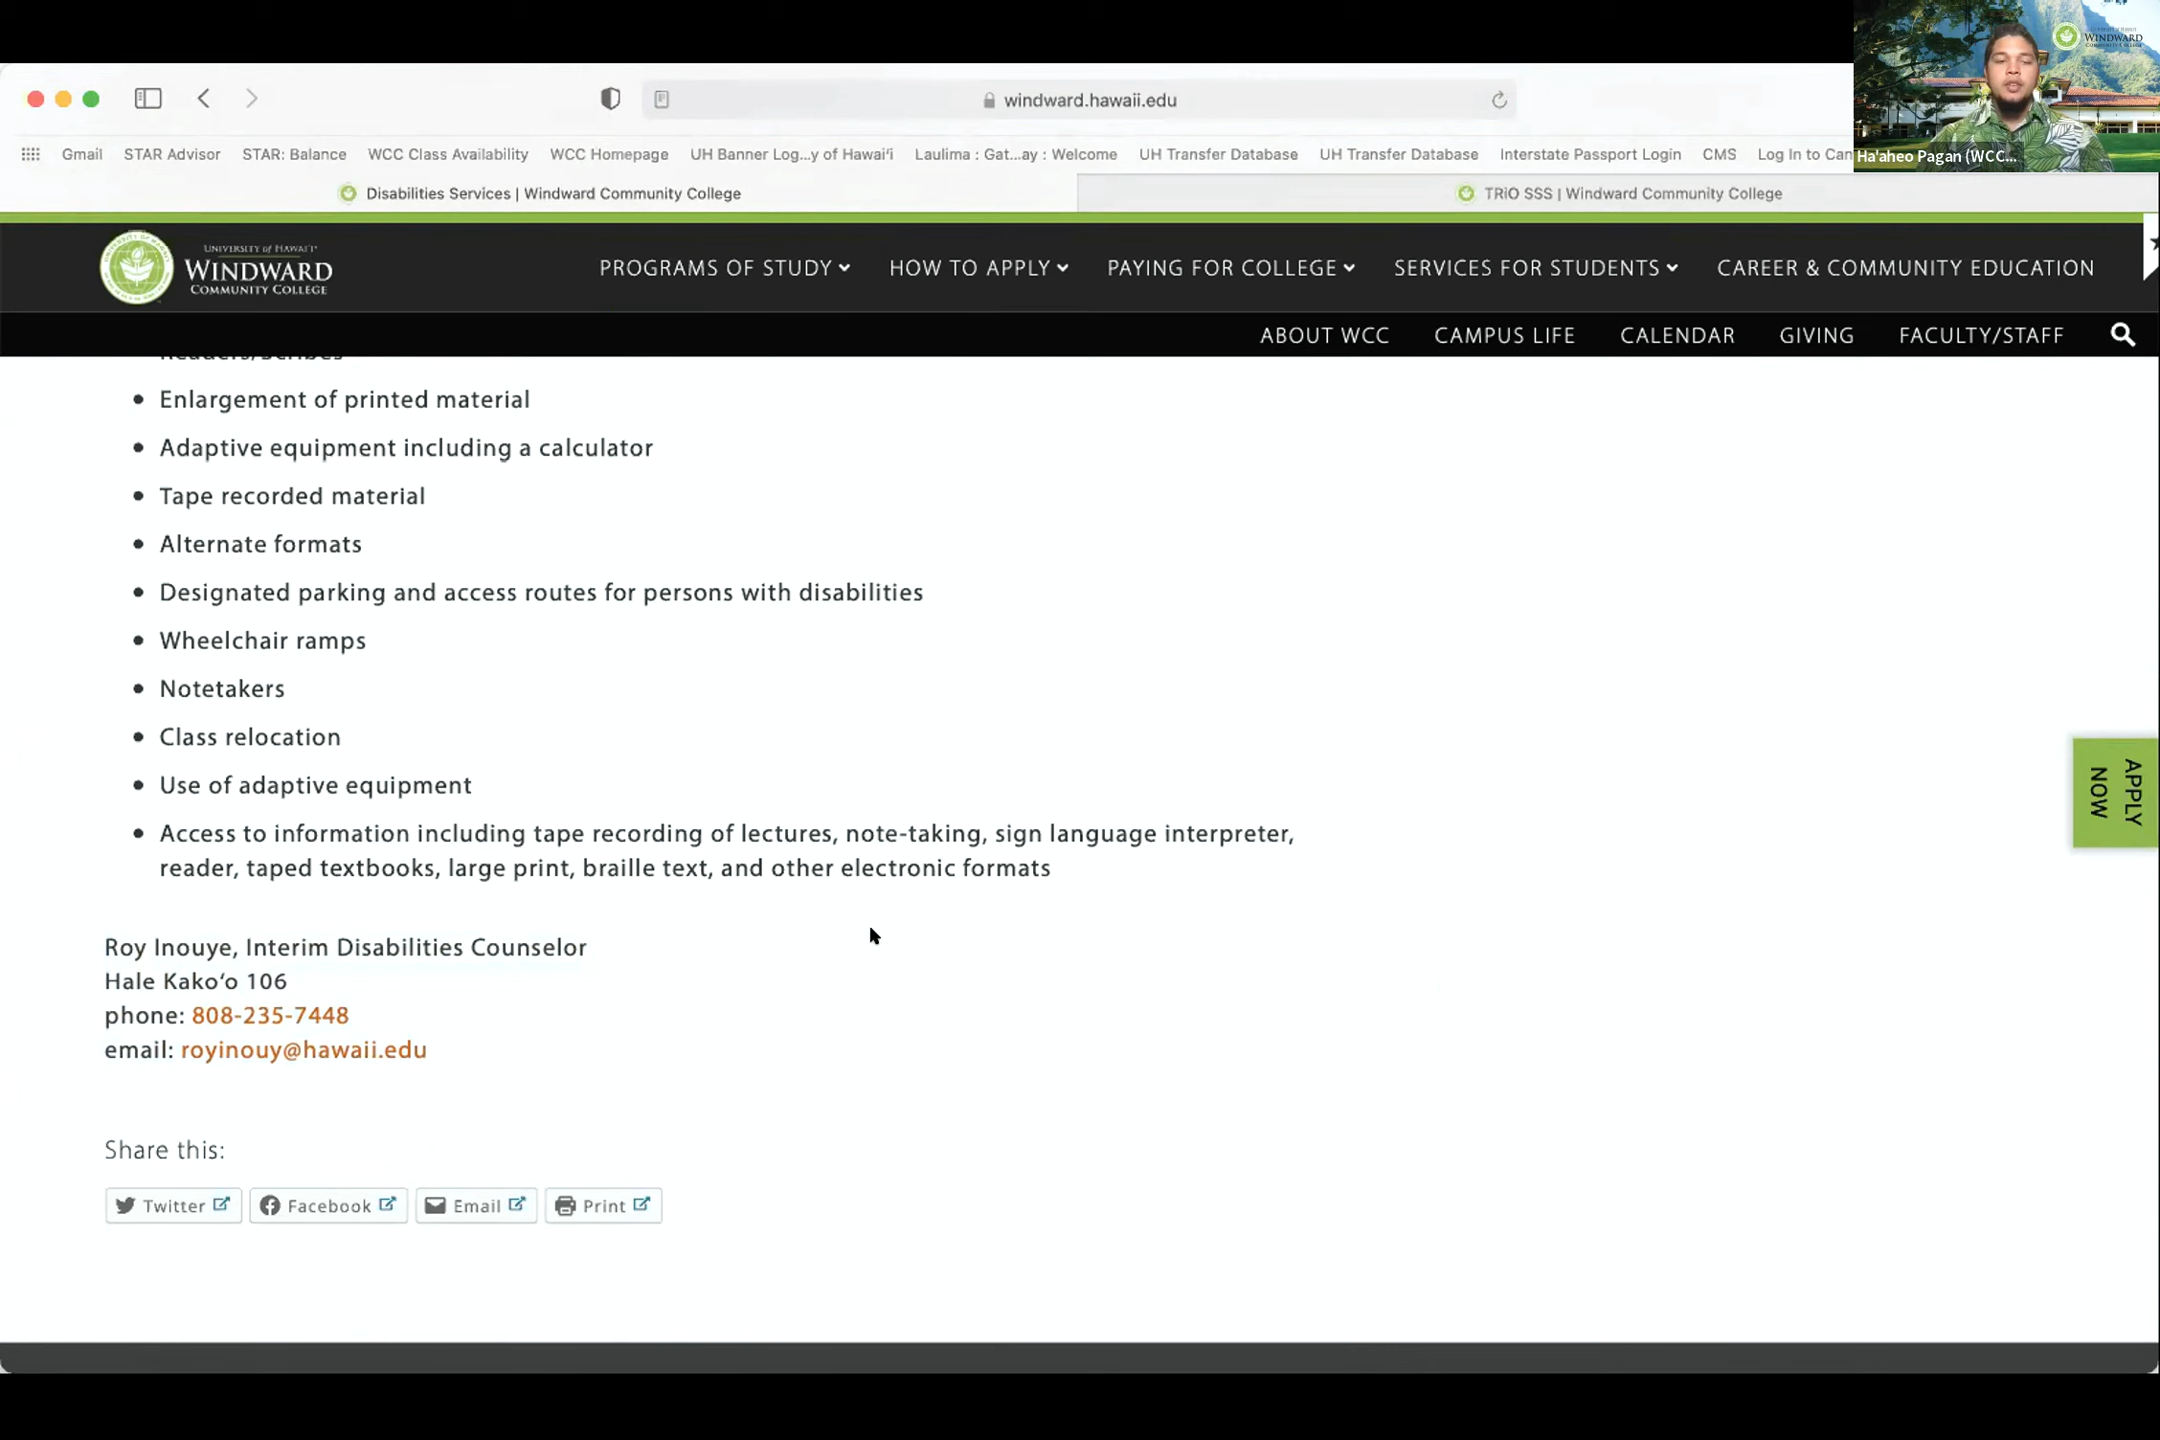 WINDWARD
COMMUNITY COLLEGE
Ha'aheo Pagan (WCC...
windward.hawaii.edu
Gmail STAR Advisor STAR: Balance WCC Class Availability WCC Homepage UH Banner Log...y of Hawaiʻi Laulima : Gat...ay : Welcome UH Transfer Database UH Transfer Database Interstate Passport Login CMS Log In to Can
Disabilities Services | Windward Community College TRiO SSS | Windward Community College
UNIVERSITY of HAWAIʻI
WINDWARD
COMMUNITY COLLEGE
PROGRAMS OF STUDY HOW TO APPLY PAYING FOR COLLEGE SERVICES FOR STUDENTS CAREER & COMMUNITY EDUCATION
ABOUT WCC CAMPUS LIFE CALENDAR GIVING FACULTY/STAFF
Readers/Scribes
• Enlargement of printed material
• Adaptive equipment including a calculator
• Tape recorded material
• Alternate formats
• Designated parking and access routes for persons with disabilities
• Wheelchair ramps
• Notetakers
• Class relocation
• Use of adaptive equipment
• Access to information including tape recording of lectures, note-taking, sign language interpreter,
reader, taped textbooks, large print, braille text, and other electronic formats
APPLY
NOW
Roy Inouye, Interim Disabilities Counselor
Hale Kakoʻo 106
phone: 808-235-7448
email: royinouy@hawaii.edu
Share this:
Twitter Facebook Email Print